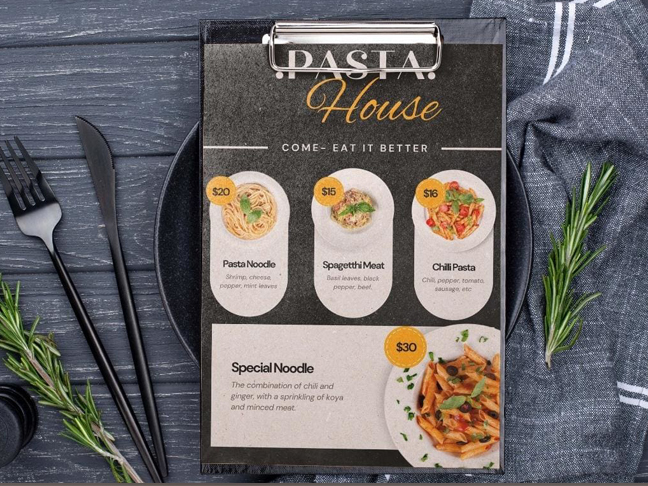 .PASTA.
House
COME- EAT IT BETTER
$20
$15
$16
Pasta Noodle
Shrimp, cheese,
pepper, mint leaves
Spagetthi Meat
Basil leaves, black
pepper, beef.
Chilli Pasta
Chili, pepper, tomato,
sausage, etc
$30
Special Noodle
The combination of chili and
ginger, with a sprinkling of koya
and minced meat.